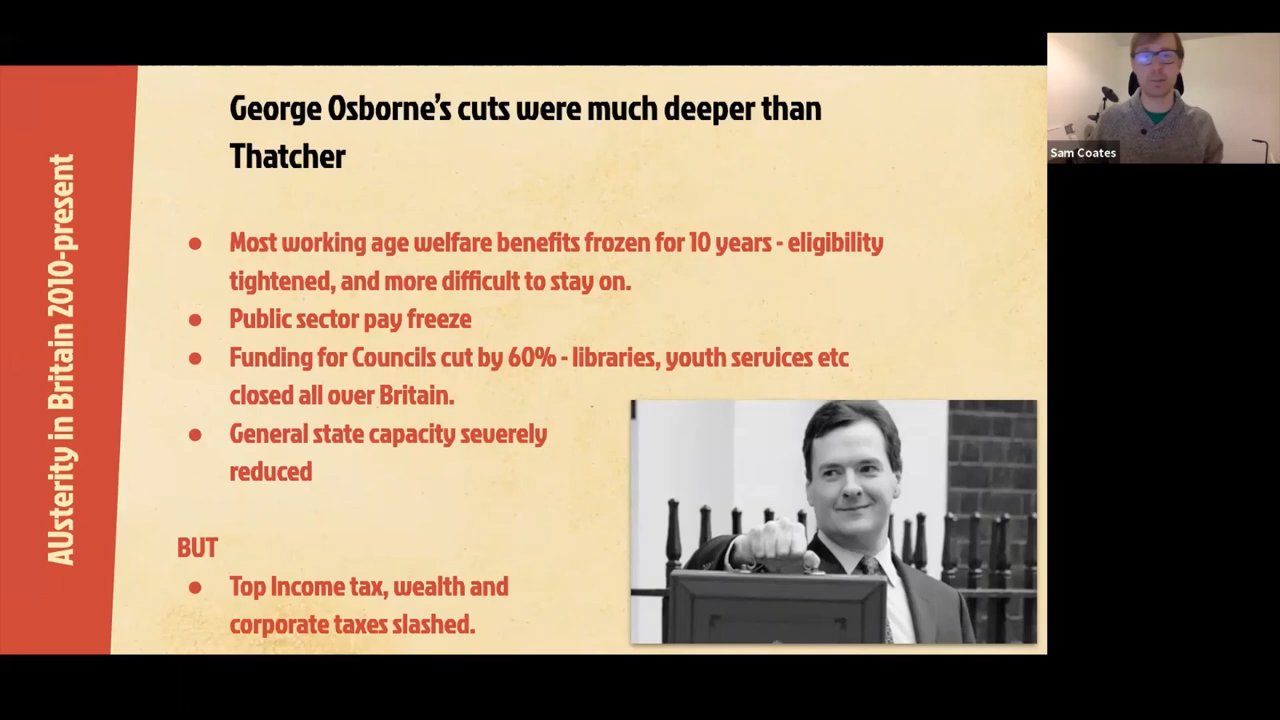 AUsterity in Britain 2010-present
George Osborne’s cuts were much deeper than
Thatcher
● Most working age welfare benefits frozen for 10 years - eligibility
tightened, and more difficult to stay on.
● Public sector pay freeze
● Funding for Councils cut by 60% - libraries, youth services etc
closed all over Britain.
● General state capacity severely
reduced
BUT
● Top Income tax, wealth and
corporate taxes slashed.
Sam Coates